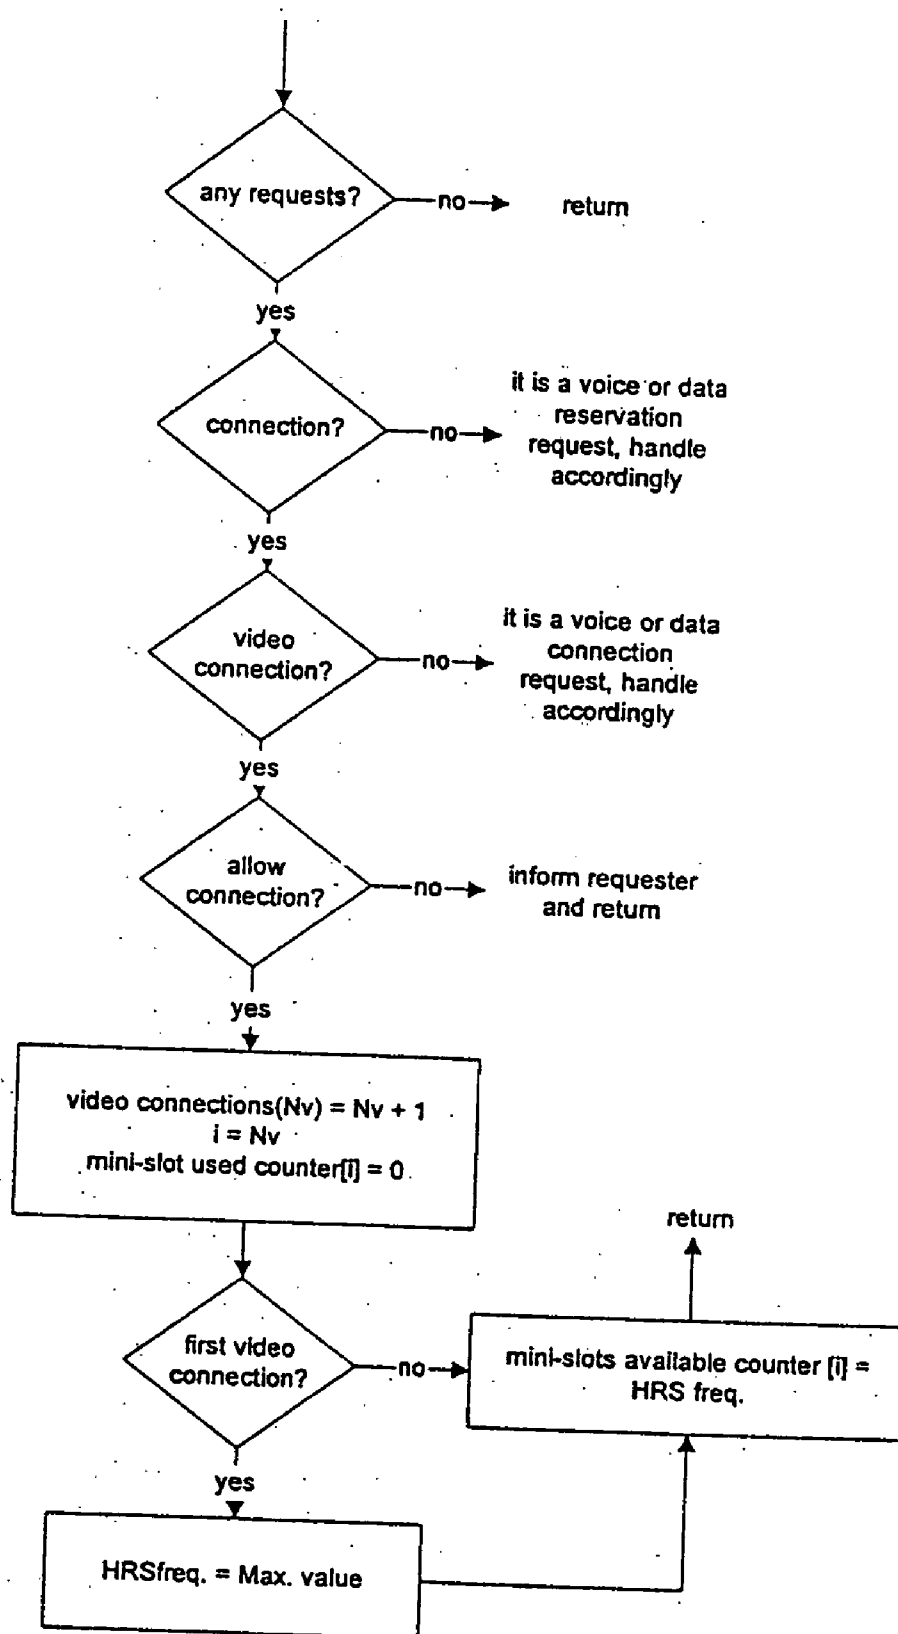 any requests?
no
return
yes
connection?
no
it is a voice or data
reservation
request, handle
accordingly
yes
video
connection?
no
it is a voice or data
connection
request, handle
accordingly
yes
allow
connection?
no
inform requester
and return
yes
video connections(Nv) = Nv + 1
i = Nv
mini-slot used counter[i] = 0
return
first video
connection?
no
mini-slots available counter [i] =
HRS freq.
yes
HRSfreq. = Max. value